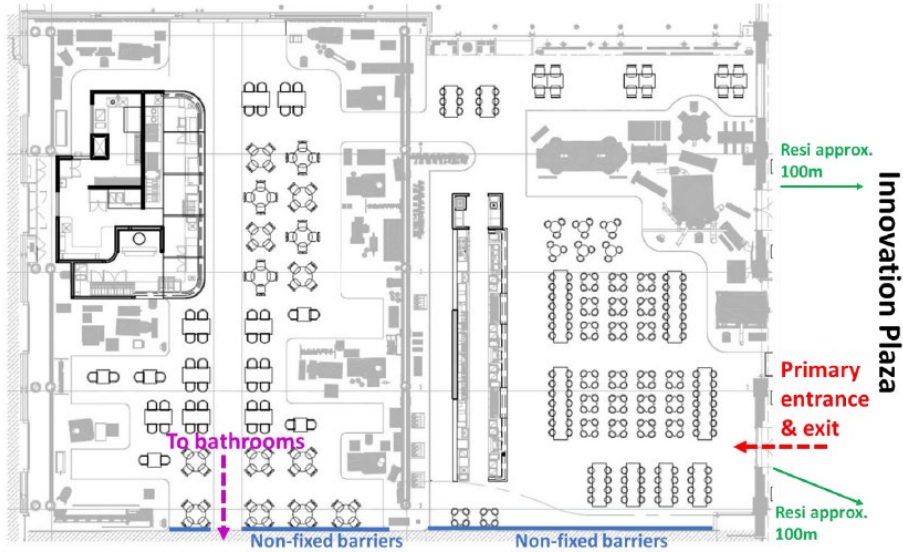 Resi approx.
100m
Innovation Plaza
Primary
entrance
& exit
To bathrooms
Resi approx.
100m
Non-fixed barriers
Non-fixed barriers